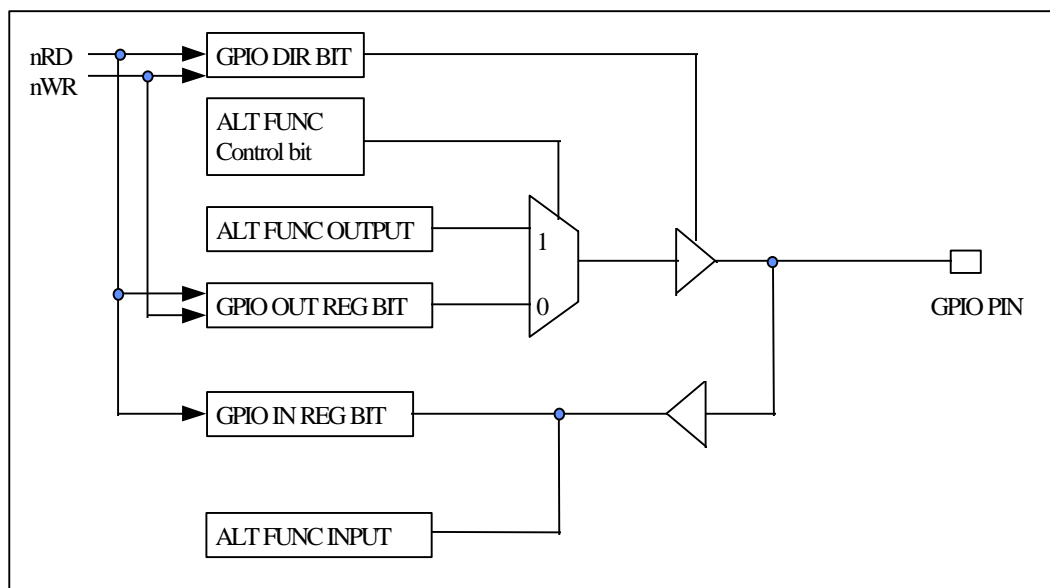 nRD
nWR
GPIO DIR BIT
ALT FUNC
Control bit
ALT FUNC OUTPUT
1
GPIO OUT REG BIT
0
GPIO PIN
GPIO IN REG BIT
ALT FUNC INPUT